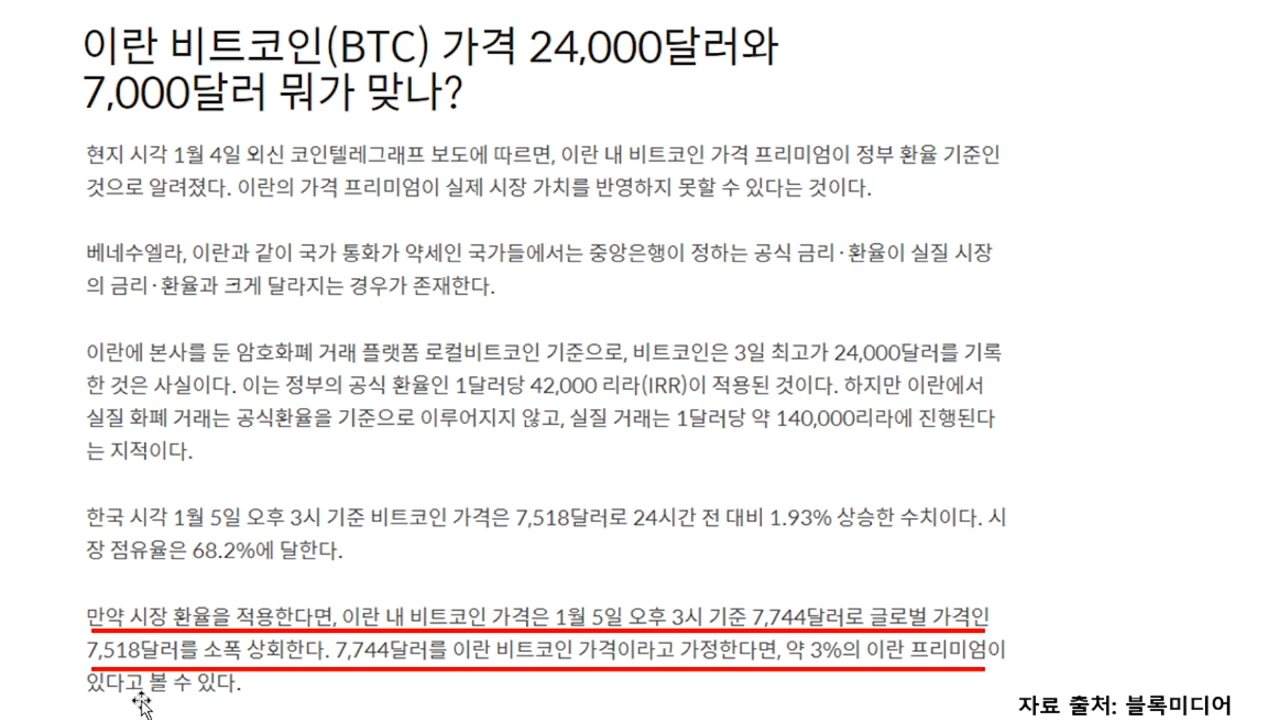 이란 비트코인(BTC) 가격 24,000달러와
7,000달러 뭐가 맞나?
현지 시각 1월 4일 외신 코인텔레그래프 보도에 따르면, 이란 내 비트코인 가격 프리미엄이 정부 환율 기준인
것으로 알려졌다. 이란의 가격 프리미엄이 실제 시장 가치를 반영하지 못할 수 있다는 것이다.
베네수엘라, 이란과 같이 국가 통화가 약세인 국가들에서는 중앙은행이 정하는 공식 금리·환율이 실질 시장
의 금리·환율과 크게 달라지는 경우가 존재한다.
이란에 본사를 둔 암호화폐 거래 플랫폼 로컬비트코인 기준으로, 비트코인은 3일 최고가 24,000달러를 기록
한 것은 사실이다. 이는 정부의 공식 환율인 1달러당 42,000 리라(IRR)이 적용된 것이다. 하지만 이란에서
실질 화폐 거래는 공식환율을 기준으로 이루어지지 않고, 실질 거래는 1달러당 약 140,000리라에 진행된다
는 지적이다.
한국 시각 1월 5일 오후 3시 기준 비트코인 가격은 7,518달러로 24시간 전 대비 1.93% 상승한 수치이다. 시
장 점유율은 68.2%에 달한다.
만약 시장 환율을 적용한다면, 이란 내 비트코인 가격은 1월 5일 오후 3시 기준 7,744달러로 글로벌 가격인
7,518달러를 소폭 상회한다. 7,744달러를 이란 비트코인 가격이라고 가정한다면, 약 3%의 이란 프리미엄이
있다고 볼 수 있다.
자료 출처: 블록미디어